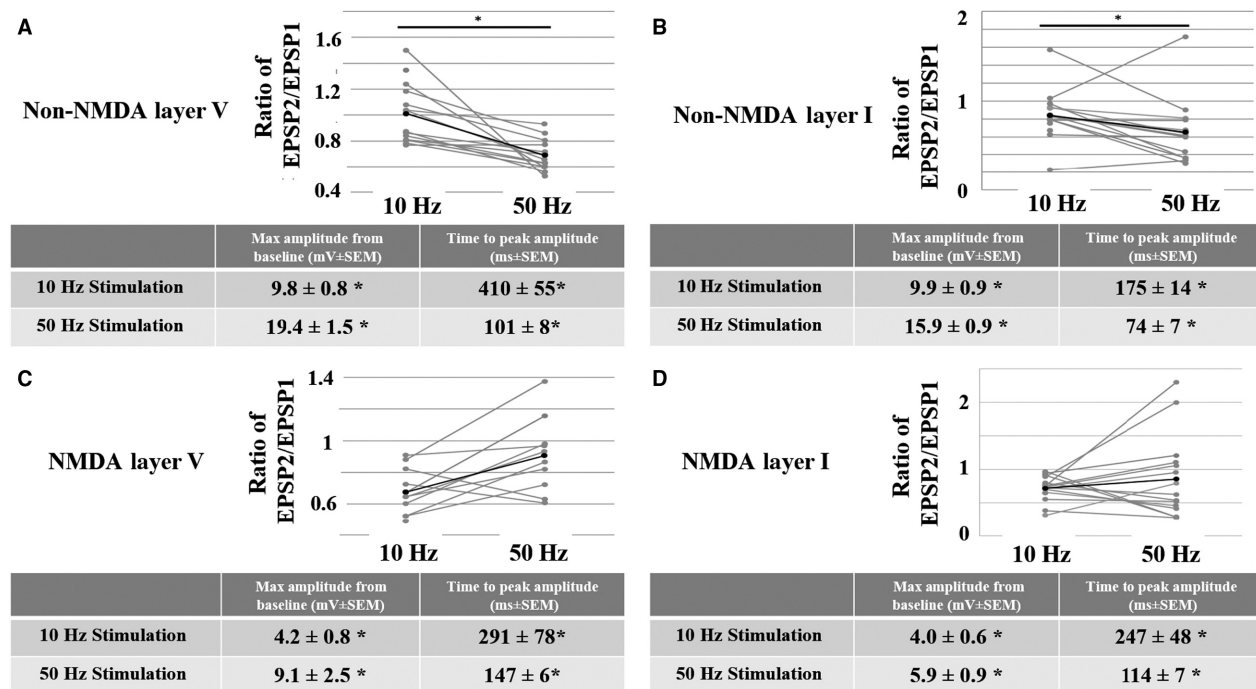 A
Non-NMDA layer V
Ratio of
EPSP2/EPSP1
1.6
1.2
0.8
0.4
*
10 Hz 50 Hz
Max amplitude from
baseline (mV±SEM)
Time to peak amplitude
(ms±SEM)
10 Hz Stimulation 9.8 ± 0.8 * 410 ± 55*
50 Hz Stimulation 19.4 ± 1.5 * 101 ± 8*
B
Non-NMDA layer I
Ratio of
EPSP2/EPSP1
2
1
0
*
10 Hz 50 Hz
Max amplitude from
baseline (mV±SEM)
Time to peak amplitude
(ms±SEM)
10 Hz Stimulation 9.9 ± 0.9 * 175 ± 14 *
50 Hz Stimulation 15.9 ± 0.9 * 74 ± 7 *
C
NMDA layer V
Ratio of
EPSP2/EPSP1
1.4
1
0.6
10 Hz 50 Hz
Max amplitude from
baseline (mV±SEM)
Time to peak amplitude
(ms±SEM)
10 Hz Stimulation 4.2 ± 0.8 * 291 ± 78*
50 Hz Stimulation 9.1 ± 2.5 * 147 ± 6*
D
NMDA layer I
Ratio of
EPSP2/EPSP1
2
1
0
10 Hz 50 Hz
Max amplitude from
baseline (mV±SEM)
Time to peak amplitude
(ms±SEM)
10 Hz Stimulation 4.0 ± 0.6 * 247 ± 48 *
50 Hz Stimulation 5.9 ± 0.9 * 114 ± 7 *